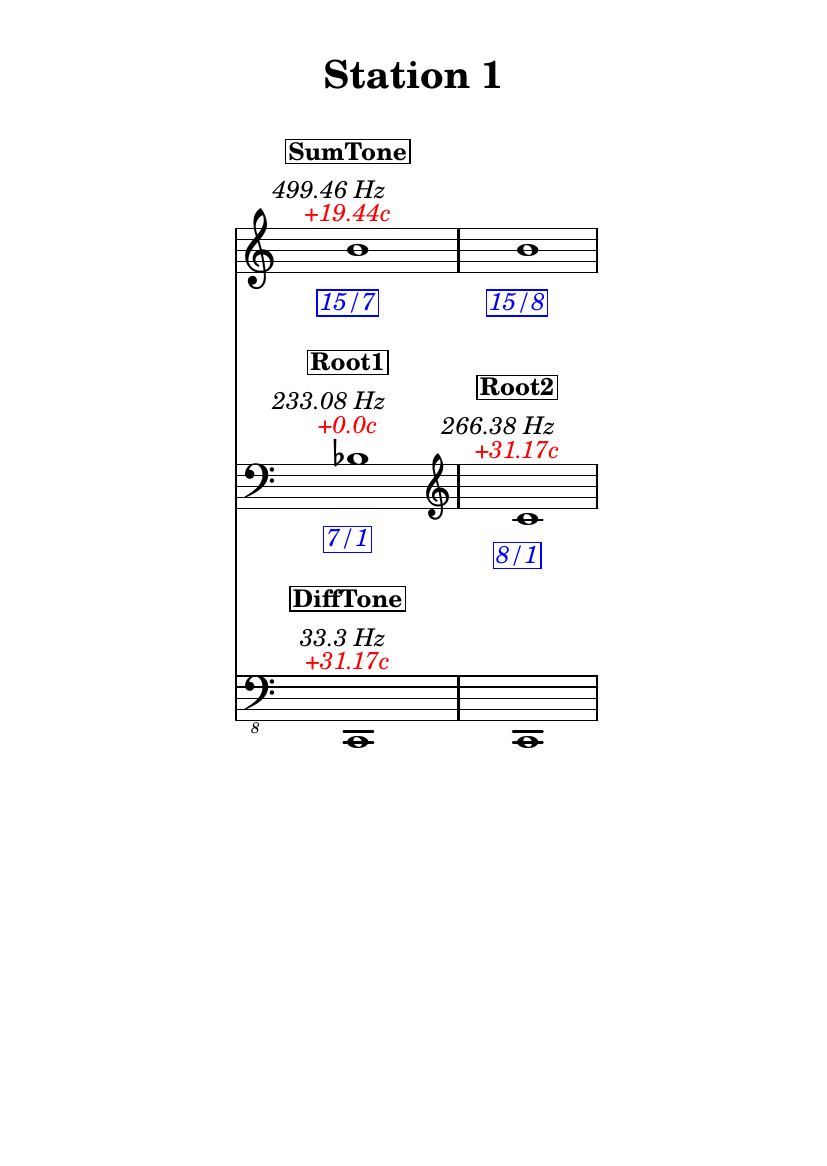 Station 1
SumTone
499.46 Hz
+19.44c
15/7
15/8
Root1
233.08 Hz
+0.0c
Root2
266.38 Hz
+31.17c
7/1
8/1
DiffTone
33.3 Hz
+31.17c
8